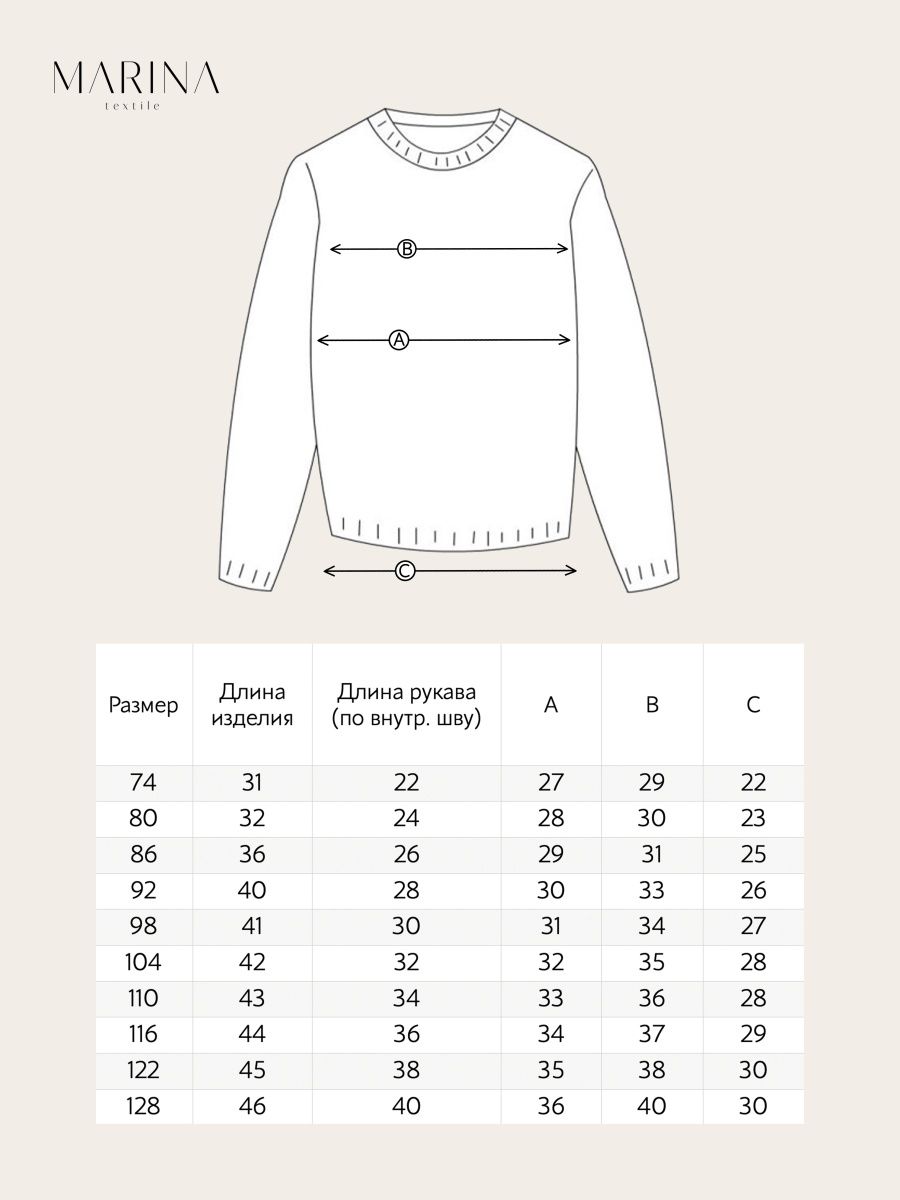 MARINA
textile
B
A
C
Размер Длина изделия Длина рукава (по внутр. шву) A B C
74 31 22 27 29 22
80 32 24 28 30 23
86 36 26 29 31 25
92 40 28 30 33 26
98 41 30 31 34 27
104 42 32 32 35 28
110 43 34 33 36 28
116 44 36 34 37 29
122 45 38 35 38 30
128 46 40 36 40 30